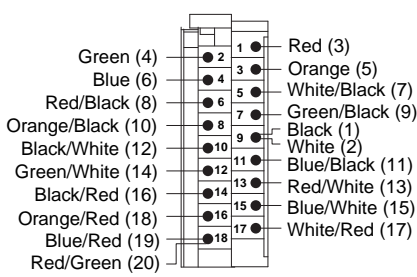 1 Red (3)
Green (4) 2
3 Orange (5)
Blue (6) 4
5 White/Black (7)
Red/Black (8) 6
7 Green/Black (9)
Orange/Black (10) 8
Black (1)
9
White (2)
Black/White (12) 10
11 Blue/Black (11)
Green/White (14) 12
13 Red/White (13)
Black/Red (16) 14
15 Blue/White (15)
Orange/Red (18) 16
17 White/Red (17)
Blue/Red (19) 18
Red/Green (20)